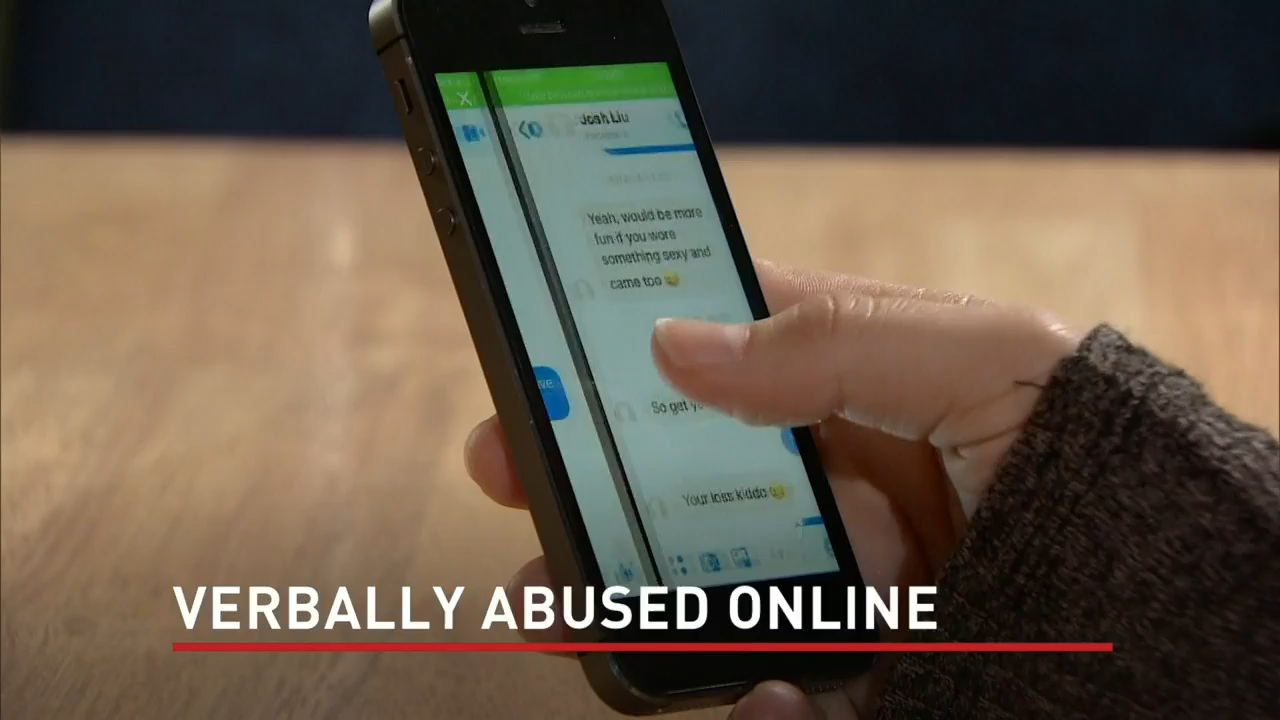 Josh Liu
Yeah, would be more
fun if you wore
something sexy and
came too 😂
ve
So get y
Your loss kiddo
VERBALLY ABUSED ONLINE